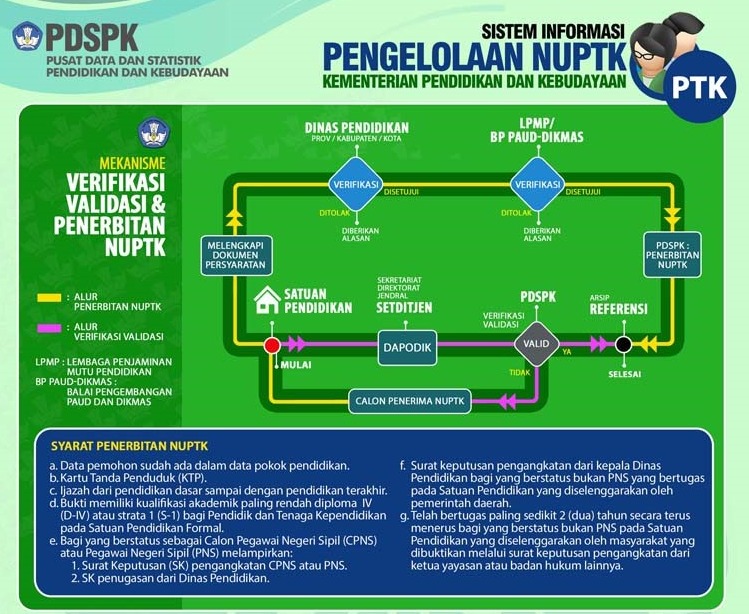 PDSPK
PUSAT DATA DAN STATISTIK
PENDIDIKAN DAN KEBUDAYAAN
SISTEM INFORMASI
PENGELOLAAN NUPTK
KEMENTERIAN PENDIDIKAN DAN KEBUDAYAAN
PTK
MEKANISME
VERIFIKASI
VALIDASI &
PENERBITAN
NUPTK
: ALUR
PENERBITAN NUPTK
: ALUR
VERIFIKASI VALIDASI
LPMP : LEMBAGA PENJAMINAN
MUTU PENDIDIKAN
BP PAUD-DIKMAS :
BALAI PENGEMBANGAN
PAUD DAN DIKMAS
DINAS PENDIDIKAN
PROV / KABUPATEN / KOTA
VERIFIKASI
DISETUJUI
DITOLAK
DIBERIKAN
ALASAN
LPMP/
BP PAUD-DIKMAS
VERIFIKASI
DISETUJUI
DITOLAK
DIBERIKAN
ALASAN
MELENGKAPI
DOKUMEN
PERSYARATAN
PDSPK :
PENERBITAN
NUPTK
SATUAN
PENDIDIKAN
MULAI
SEKRETARIAT
DIREKTORAT
JENDRAL
SETDITJEN
DAPODIK
PDSPK
VERIFIKASI
VALIDASI
VALID
YA
TIDAK
ARSIP
REFERENSI
SELESAI
CALON PENERIMA NUPTK
SYARAT PENERBITAN NUPTK
a. Data pemohon sudah ada dalam data pokok pendidikan.
b. Kartu Tanda Penduduk (KTP).
c. Ijazah dari pendidikan dasar sampai dengan pendidikan terakhir.
d. Bukti memiliki kualifikasi akademik paling rendah diploma IV
(D-IV) atau strata 1 (S-1) bagi Pendidik dan Tenaga Kependidikan
pada Satuan Pendidikan Formal.
e. Bagi yang berstatus sebagai Calon Pegawai Negeri Sipil (CPNS)
atau Pegawai Negeri Sipil (PNS) melampirkan:
1. Surat Keputusan (SK) pengangkatan CPNS atau PNS.
2. SK penugasan dari Dinas Pendidikan.
f. Surat keputusan pengangkatan dari kepala Dinas
Pendidikan bagi yang berstatus bukan PNS yang bertugas
pada Satuan Pendidikan yang diselenggarakan oleh
pemerintah daerah.
g. Telah bertugas paling sedikit 2 (dua) tahun secara terus
menerus bagi yang berstatus bukan PNS pada Satuan
Pendidikan yang diselenggarakan oleh masyarakat yang
dibuktikan melalui surat keputusan pengangkatan dari
ketua yayasan atau badan hukum lainnya.